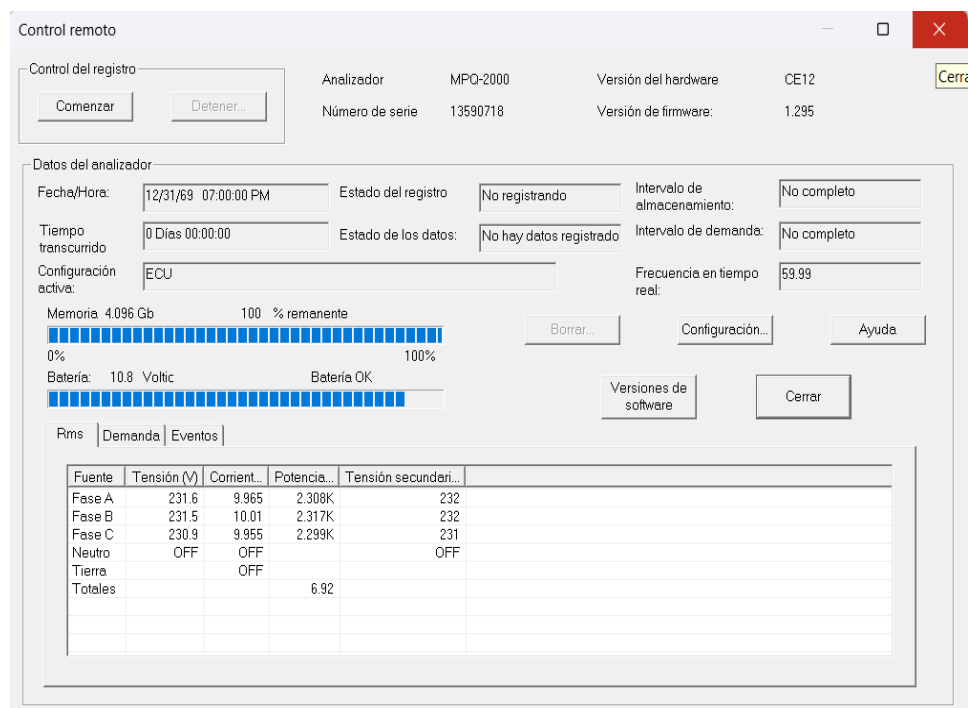 Control remoto
Cerra
Control del registro
Comenzar
Detener...
Analizador MPQ-2000 Versión del hardware CE12
Número de serie 13590718 Versión de firmware: 1.295
Datos del analizador
Fecha/Hora: 12/31/69 07:00:00 PM Estado del registro No registrando Intervalo de
almacenamiento: No completo
Tiempo
transcurrido 0 Días 00:00:00 Estado de los datos: No hay datos registrado Intervalo de demanda: No completo
Configuración
activa: ECU Frecuencia en tiempo
real: 59.99
Memoria 4.096 Gb 100 % remanente
0% 100%
Borrar... Configuración... Ayuda
Batería: 10.8 Voltic Batería OK
Versiones de
software
Cerrar
Rms Demanda Eventos
Fuente Tensión (V) Corrient... Potencia... Tensión secundari...
Fase A 231.6 9.965 2.308K 232
Fase B 231.5 10.01 2.317K 232
Fase C 230.9 9.955 2.299K 231
Neutro OFF OFF OFF
Tierra OFF
Totales 6.92